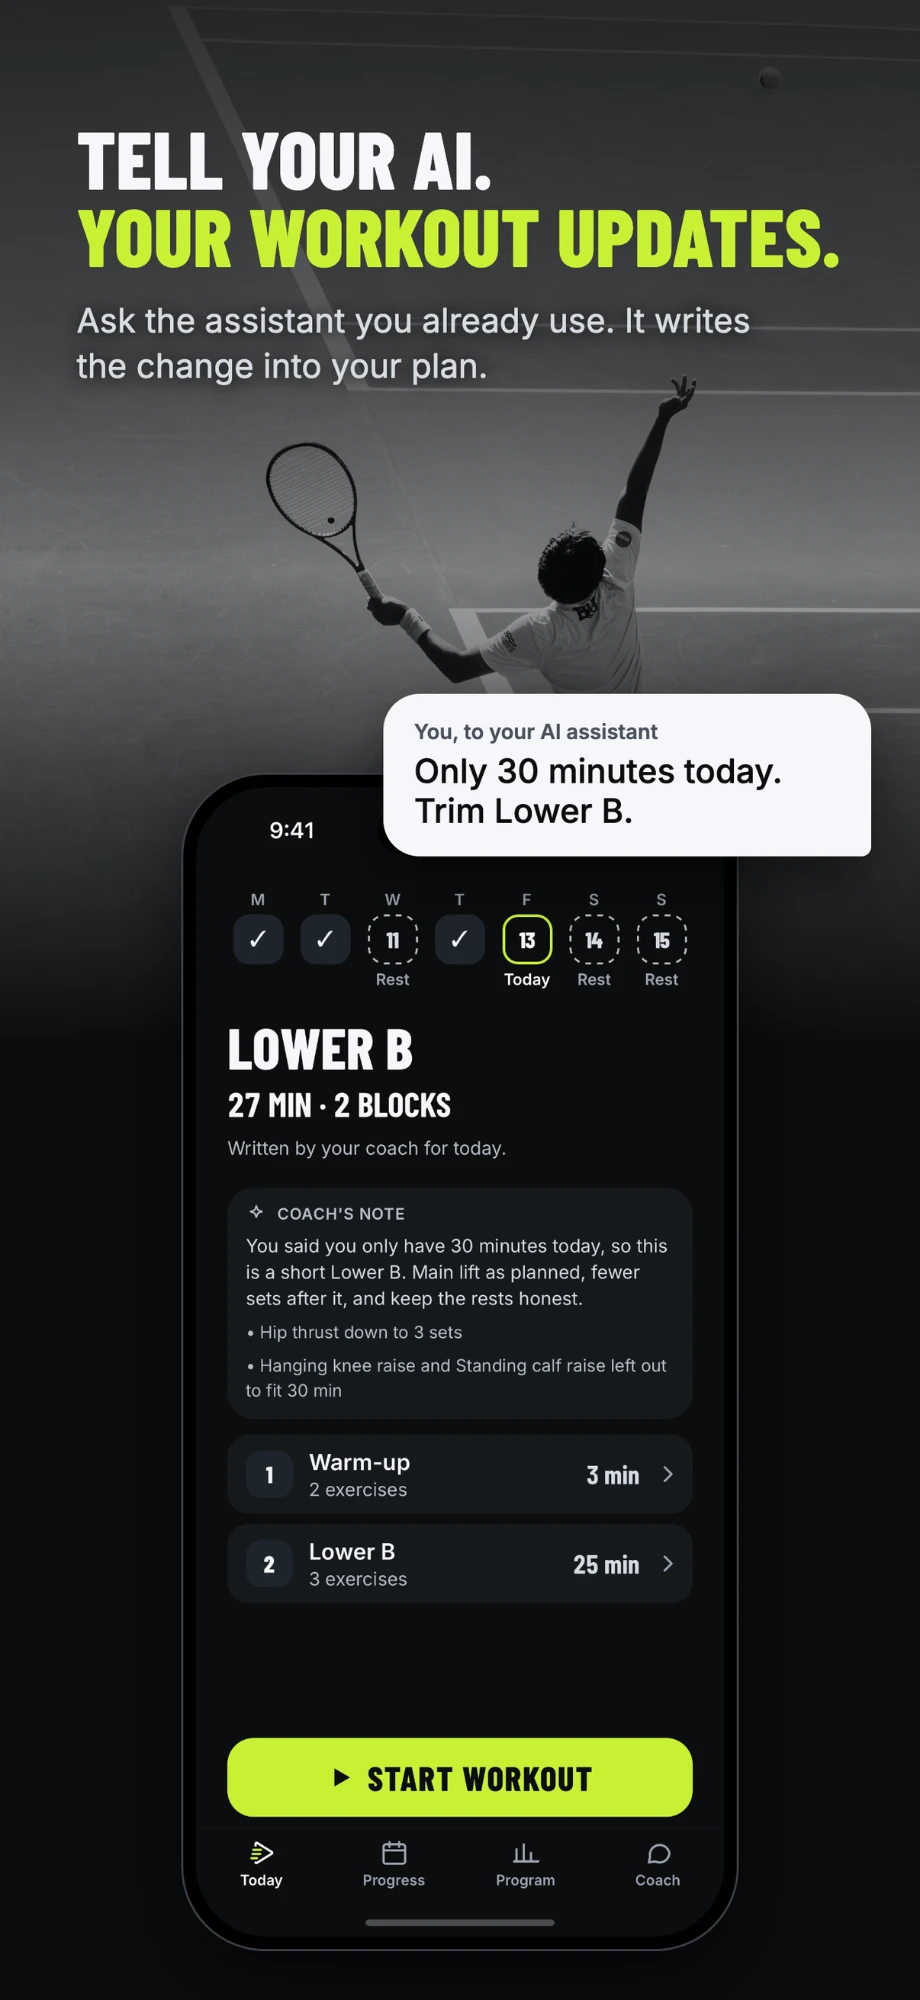 TELL YOUR AI.
YOUR WORKOUT UPDATES.
Ask the assistant you already use. It writes
the change into your plan.
You, to your AI assistant
Only 30 minutes today.
Trim Lower B.
9:41
M T W T F S S
✓ ✓ 11 ✓ 13 14 15
Rest Today Rest Rest
LOWER B
27 MIN · 2 BLOCKS
Written by your coach for today.
COACH'S NOTE
You said you only have 30 minutes today, so this
is a short Lower B. Main lift as planned, fewer
sets after it, and keep the rests honest.
• Hip thrust down to 3 sets
• Hanging knee raise and Standing calf raise left out
to fit 30 min
1 Warm-up 3 min
2 exercises
2 Lower B 25 min
3 exercises
START WORKOUT
Today Progress Program Coach